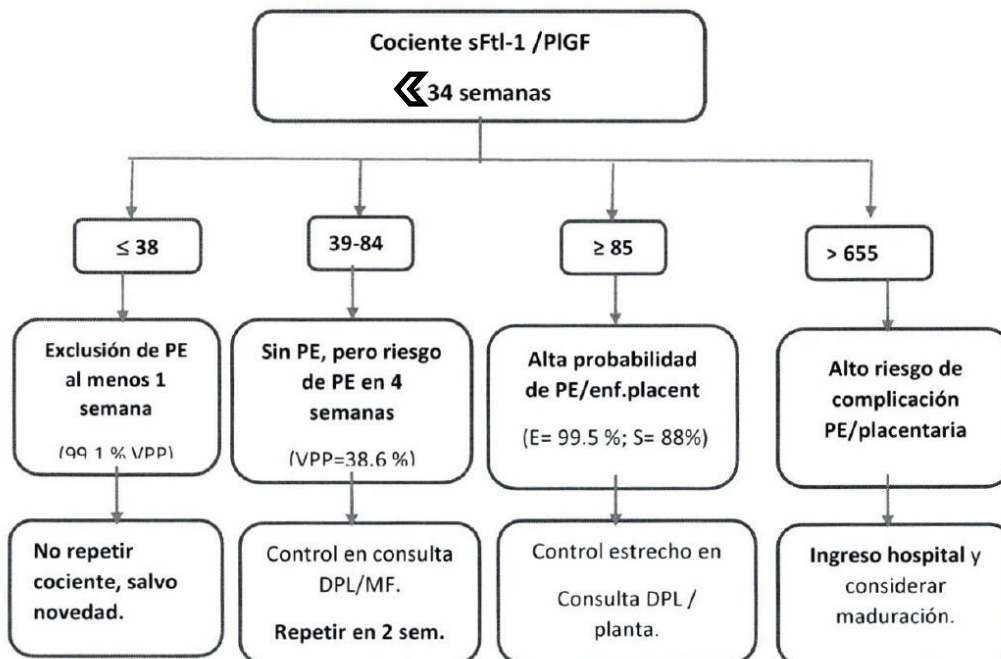 Cociente sFtl-1 /PlGF
34 semanas
≤ 38
39-84
≥ 85
> 655
Exclusión de PE
al menos 1
semana
(99.1 % VPP)
Sin PE, pero riesgo
de PE en 4
semanas
(VPP=38.6 %)
Alta probabilidad
de PE/enf.placent
(E= 99.5 %; S= 88%)
Alto riesgo de
complicación
PE/placentaria
No repetir
cociente, salvo
novedad.
Control en consulta
DPL/MF.
Repetir en 2 sem.
Control estrecho en
Consulta DPL /
planta.
Ingreso hospital y
considerar
maduración.